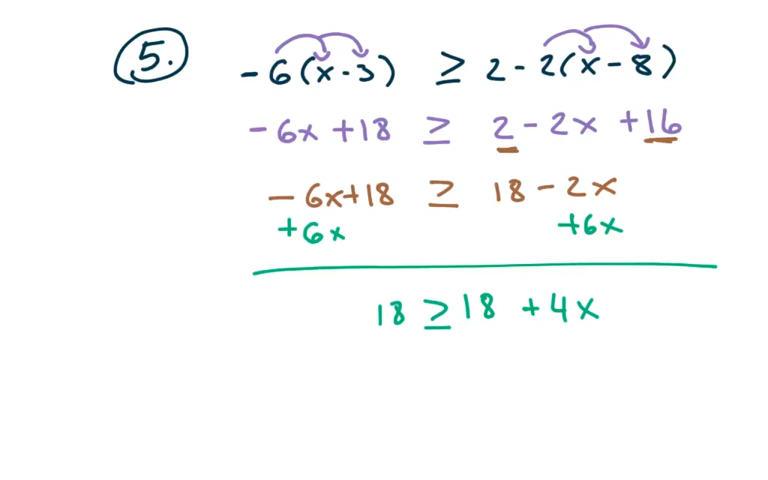 5. -6(x-3) ≥ 2-2(x-8)
-6x+18 ≥ 2-2x+16
-6x+18 ≥ 18-2x
+6x +6x
18 ≥ 18+4x